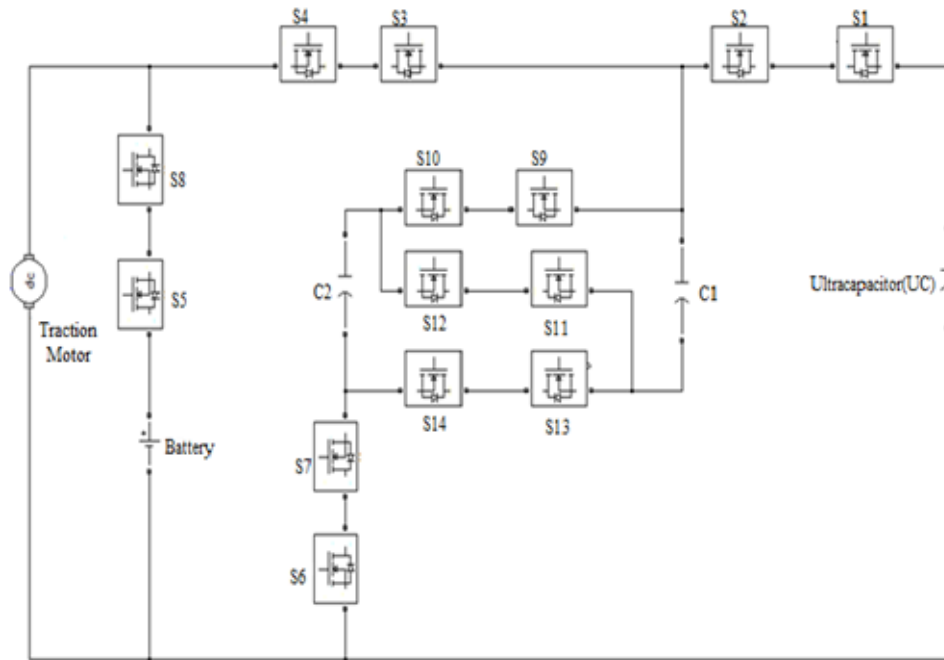 S4
S3
S2
S1
S8
S10
S9
S5
dc
C2
C1
Ultracapacitor(UC)
Traction
Motor
S12
S11
S14
S13
Battery
S7
S6